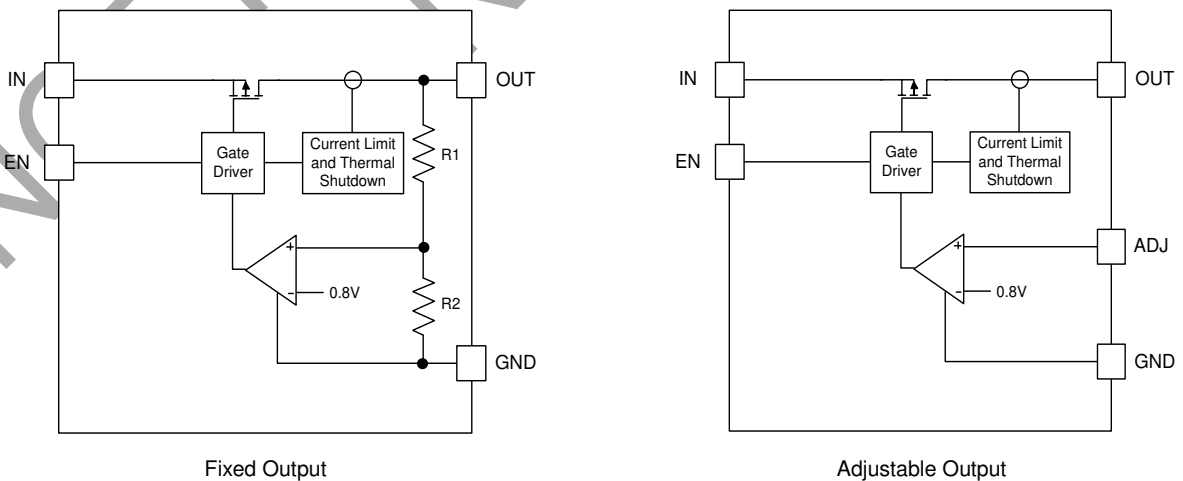 IN
OUT
EN
Gate
Driver
Current Limit
and Thermal
Shutdown
R1
+
-
0.8V
R2
GND
Fixed Output
IN
OUT
EN
Gate
Driver
Current Limit
and Thermal
Shutdown
ADJ
+
-
0.8V
GND
Adjustable Output